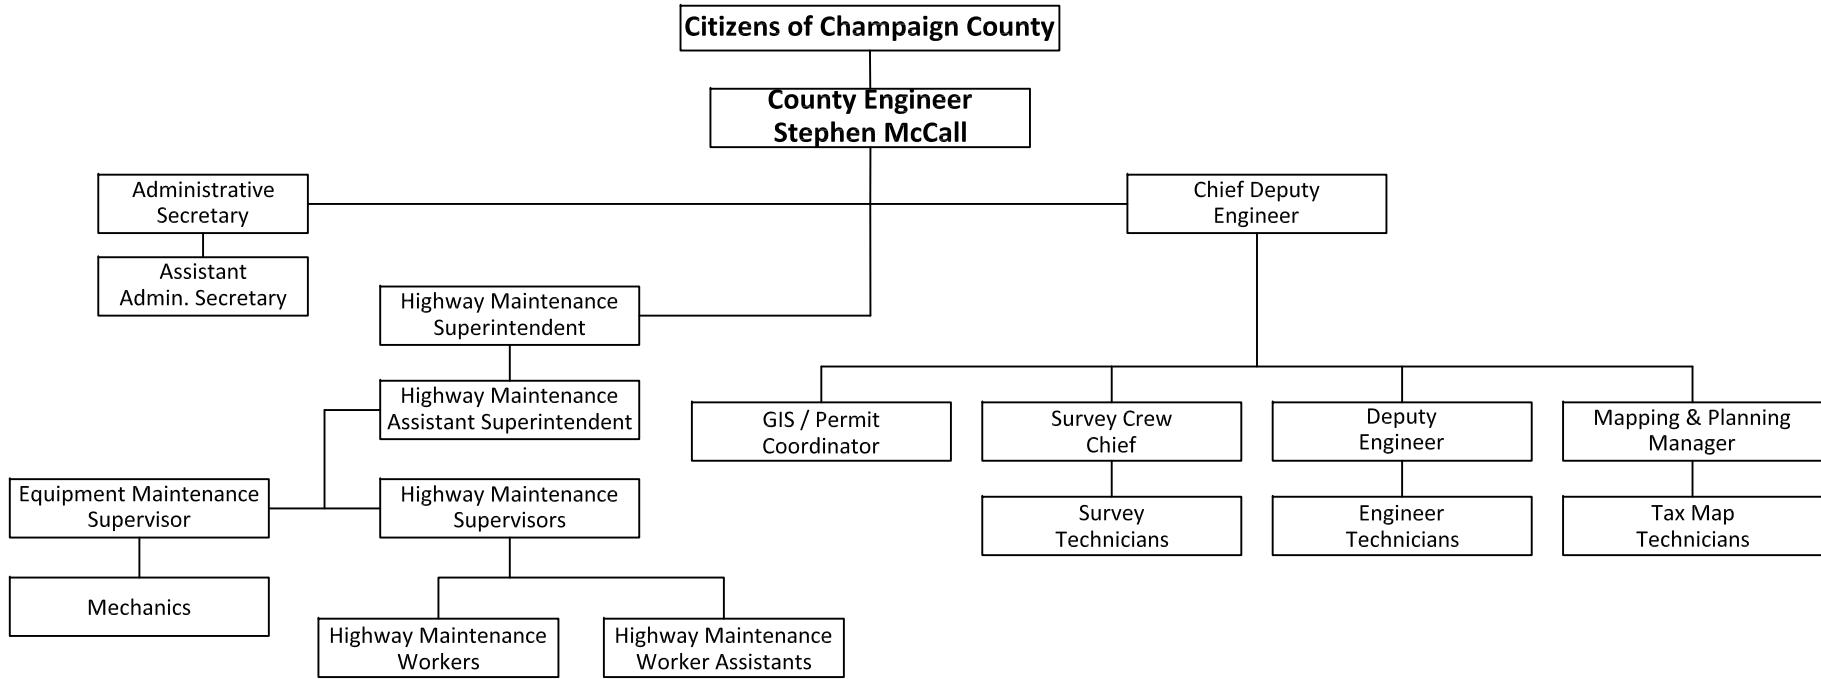 Citizens of Champaign County
County Engineer
Stephen McCall
Administrative
Secretary
Chief Deputy
Engineer
Assistant
Admin. Secretary
Highway Maintenance
Superintendent
Highway Maintenance
Assistant Superintendent
GIS / Permit
Coordinator
Survey Crew
Chief
Deputy
Engineer
Mapping & Planning
Manager
Equipment Maintenance
Supervisor
Highway Maintenance
Supervisors
Survey
Technicians
Engineer
Technicians
Tax Map
Technicians
Mechanics
Highway Maintenance
Workers
Highway Maintenance
Worker Assistants